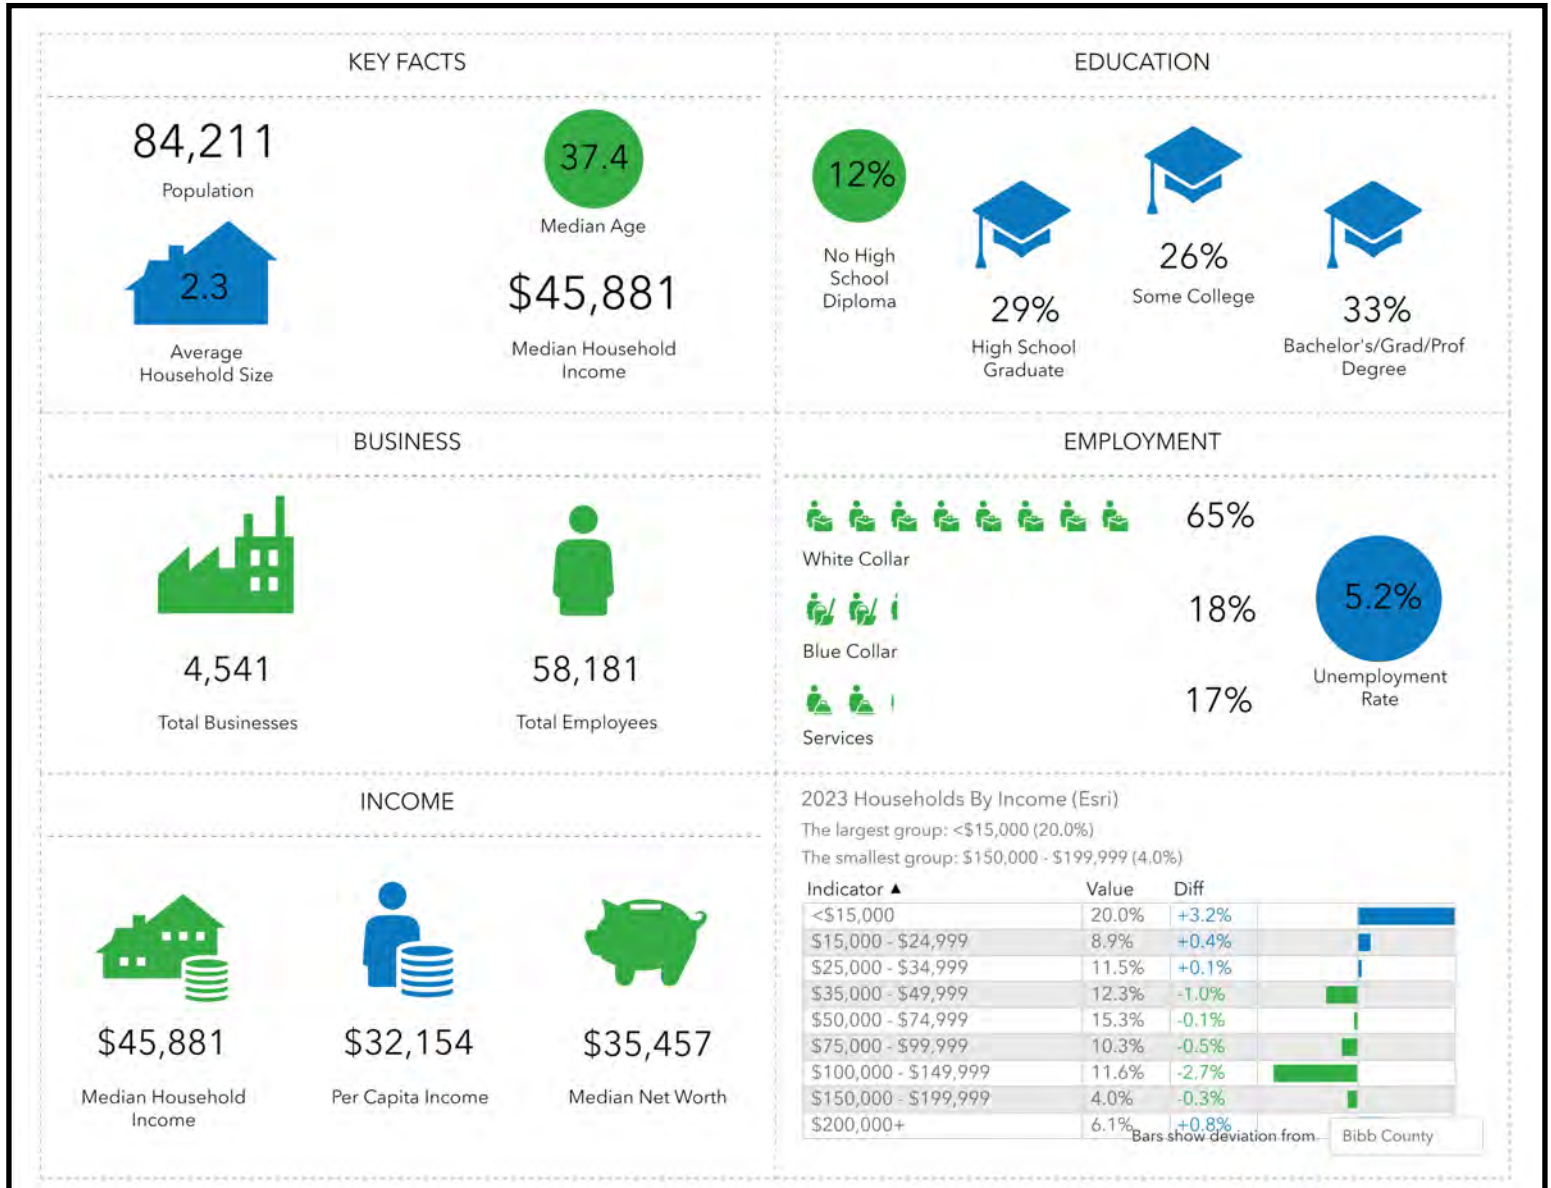 KEY FACTS
84,211
Population
37.4
Median Age
2.3
Average
Household Size
$45,881
Median Household
Income
EDUCATION
12%
No High
School
Diploma
29%
High School
Graduate
26%
Some College
33%
Bachelor's/Grad/Prof
Degree
BUSINESS
4,541
Total Businesses
58,181
Total Employees
EMPLOYMENT
65%
White Collar
18%
Blue Collar
17%
Services
5.2%
Unemployment
Rate
INCOME
$45,881
Median Household
Income
$32,154
Per Capita Income
$35,457
Median Net Worth
2023 Households By Income (Esri)
The largest group: <$15,000 (20.0%)
The smallest group: $150,000 - $199,999 (4.0%)
Indicator ▲ Value Diff
<$15,000 20.0% +3.2%
$15,000 - $24,999 8.9% +0.4%
$25,000 - $34,999 11.5% +0.1%
$35,000 - $49,999 12.3% -1.0%
$50,000 - $74,999 15.3% -0.1%
$75,000 - $99,999 10.3% -0.5%
$100,000 - $149,999 11.6% -2.7%
$150,000 - $199,999 4.0% -0.3%
$200,000+ 6.1% +0.8%
Bars show deviation from Bibb County